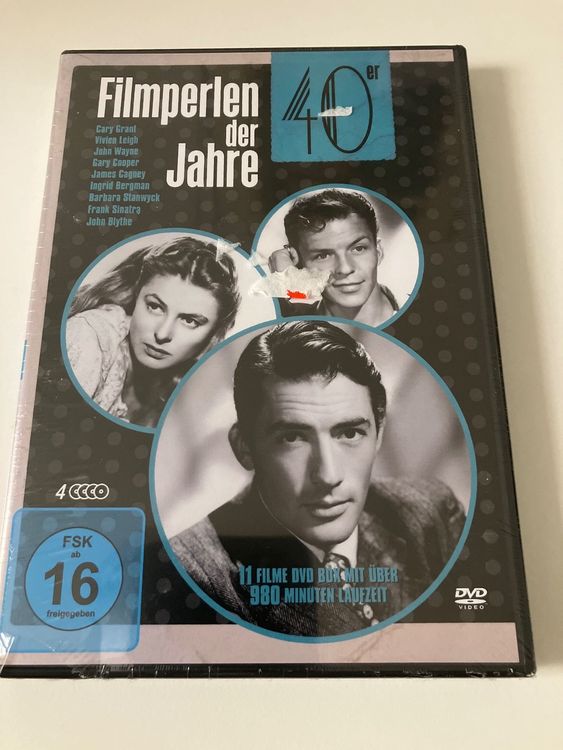 Filmperlen
der
Jahre
40er
Cary Grant
Vivien Leigh
John Wayne
Gary Cooper
James Cagney
Ingrid Bergman
Barbara Stanwyck
Frank Sinatra
John Blythe
4
FSK
ab
16
freigegeben
11 FILME DVD BOX MIT ÜBER
980 MINUTEN LAUFZEIT
DVD
VIDEO